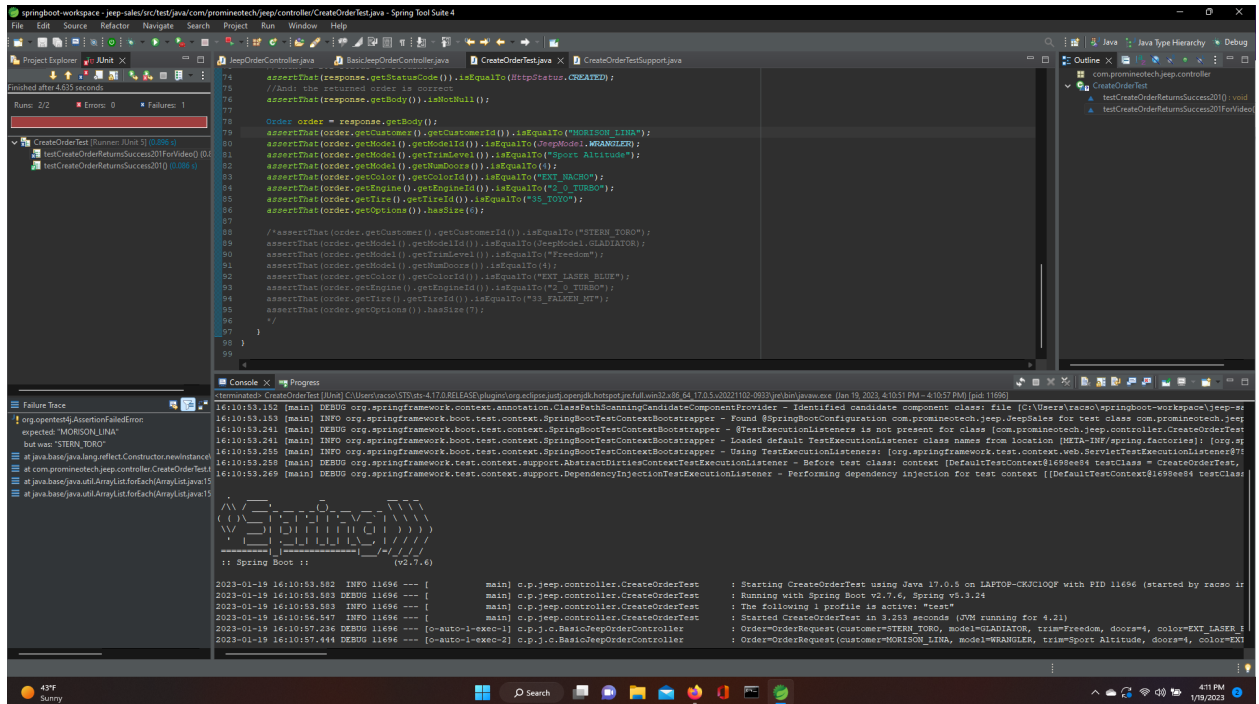 springboot-workspace - jeep-sales/src/test/java/com/promineotech/jeep/controller/CreateOrderTest.java - Spring Tool Suite 4
File Edit Source Refactor Navigate Search Project Run Window Help
Java Java Type Hierarchy Debug
Project Explorer JUnit
Finished after 4.635 seconds
Runs: 2/2 Errors: 0 Failures: 1
CreateOrderTest [Runner: JUnit 5] (0.896 s)
testCreateOrderReturnsSuccess201ForVideo()
testCreateOrderReturnsSuccess201()
Failure Trace
org.opentest4j.AssertionFailedError:
expected: "MORISON_LINA"
but was: "STERN_TORO"
at java.base/java.lang.reflect.Constructor.newInstance
at com.promineotech.jeep.controller.CreateOrderTest.
at java.base/java.util.ArrayList.forEach(ArrayList.java:15
at java.base/java.util.ArrayList.forEach(ArrayList.java:15
JeepOrderController.java BasicJeepOrderController.java CreateOrderTest.java CreateOrderTestSupport.java
74 assertThat(response.getStatusCode()).isEqualTo(HttpStatus.CREATED);
75 //And: the returned order is correct
76 assertThat(response.getBody()).isNotNull();
77
78 Order order = response.getBody();
79 assertThat(order.getCustomer().getCustomerId()).isEqualTo("MORISON_LINA");
80 assertThat(order.getModel().getModelId()).isEqualTo(JeepModel.WRANGLER);
81 assertThat(order.getModel().getTrimLevel()).isEqualTo("Sport Altitude");
82 assertThat(order.getModel().getNumDoors()).isEqualTo(4);
83 assertThat(order.getColor().getColorId()).isEqualTo("EXT_NACHO");
84 assertThat(order.getEngine().getEngineId()).isEqualTo("2_0_TURBO");
85 assertThat(order.getTire().getTireId()).isEqualTo("35_TOYO");
86 assertThat(order.getOptions()).hasSize(6);
87
88 /*assertThat(order.getCustomer().getCustomerId()).isEqualTo("STERN_TORO");
89 assertThat(order.getModel().getModelId()).isEqualTo(JeepModel.GLADIATOR);
90 assertThat(order.getModel().getTrimLevel()).isEqualTo("Freedom");
91 assertThat(order.getModel().getNumDoors()).isEqualTo(4);
92 assertThat(order.getColor().getColorId()).isEqualTo("EXT_LASER_BLUE");
93 assertThat(order.getEngine().getEngineId()).isEqualTo("2_0_TURBO");
94 assertThat(order.getTire().getTireId()).isEqualTo("33_FALKEN_MT");
95 assertThat(order.getOptions()).hasSize(7);
96 */
97 }
98 }
99
Outline
com.promineotech.jeep.controller
CreateOrderTest
testCreateOrderReturnsSuccess201() : void
testCreateOrderReturnsSuccess201ForVideo(
Console Progress
<terminated> CreateOrderTest [JUnit] C:\Users\racso\STS\sts-4.17.0.RELEASE\plugins\org.eclipse.justj.openjdk.hotspot.jre.full.win32.x86_64_17.0.5.v20221102-0933\jre\bin\javaw.exe (Jan 19, 2023, 4:10:51 PM – 4:10:57 PM) [pid: 11696]
16:10:53.152 [main] DEBUG org.springframework.context.annotation.ClassPathScanningCandidateComponentProvider - Identified candidate component class: file [C:\Users\racso\springboot-workspace\jeep-sa
16:10:53.153 [main] INFO org.springframework.boot.test.context.SpringBootTestContextBootstrapper - Found @SpringBootConfiguration com.promineotech.jeep.JeepSales for test class com.promineotech.jeep
16:10:53.241 [main] DEBUG org.springframework.boot.test.context.SpringBootTestContextBootstrapper - @TestExecutionListeners is not present for class [com.promineotech.jeep.controller.CreateOrderTest
16:10:53.241 [main] INFO org.springframework.boot.test.context.SpringBootTestContextBootstrapper - Loaded default TestExecutionListener class names from location [META-INF/spring.factories]: [org.sp
16:10:53.255 [main] INFO org.springframework.boot.test.context.SpringBootTestContextBootstrapper - Using TestExecutionListeners: [org.springframework.test.context.web.ServletTestExecutionListener@75
16:10:53.258 [main] DEBUG org.springframework.test.context.support.AbstractDirtiesContextTestExecutionListener - Before test class: context [DefaultTestContext@1698ee84 testClass = CreateOrderTest,
16:10:53.269 [main] DEBUG org.springframework.test.context.support.DependencyInjectionTestExecutionListener - Performing dependency injection for test context [[DefaultTestContext@1698ee84 testClass
:: Spring Boot :: (v2.7.6)
2023-01-19 16:10:53.582 INFO 11696 --- [ main] c.p.jeep.controller.CreateOrderTest : Starting CreateOrderTest using Java 17.0.5 on LAPTOP-CKJC1OQF with PID 11696 (started by racso in
2023-01-19 16:10:53.583 DEBUG 11696 --- [ main] c.p.jeep.controller.CreateOrderTest : Running with Spring Boot v2.7.6, Spring v5.3.24
2023-01-19 16:10:53.583 INFO 11696 --- [ main] c.p.jeep.controller.CreateOrderTest : The following 1 profile is active: "test"
2023-01-19 16:10:56.547 INFO 11696 --- [ main] c.p.jeep.controller.CreateOrderTest : Started CreateOrderTest in 3.253 seconds (JVM running for 4.21)
2023-01-19 16:10:57.236 DEBUG 11696 --- [o-auto-1-exec-1] c.p.j.c.BasicJeepOrderController : Order=OrderRequest(customer=STERN_TORO, model=GLADIATOR, trim=Freedom, doors=4, color=EXT_LASER_B
2023-01-19 16:10:57.444 DEBUG 11696 --- [o-auto-1-exec-2] c.p.j.c.BasicJeepOrderController : Order=OrderRequest(customer=MORISON_LINA, model=WRANGLER, trim=Sport Altitude, doors=4, color=EXT
43°F
Sunny
Search
4:11 PM
1/19/2023